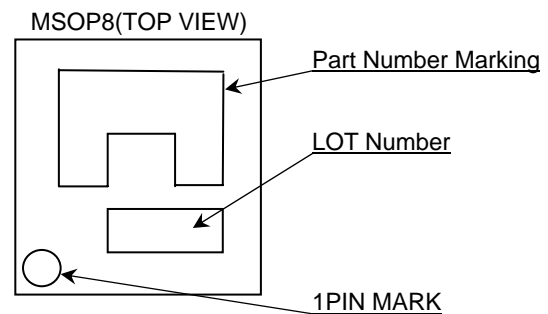 MSOP8(TOP VIEW)
Part Number Marking
LOT Number
1PIN MARK